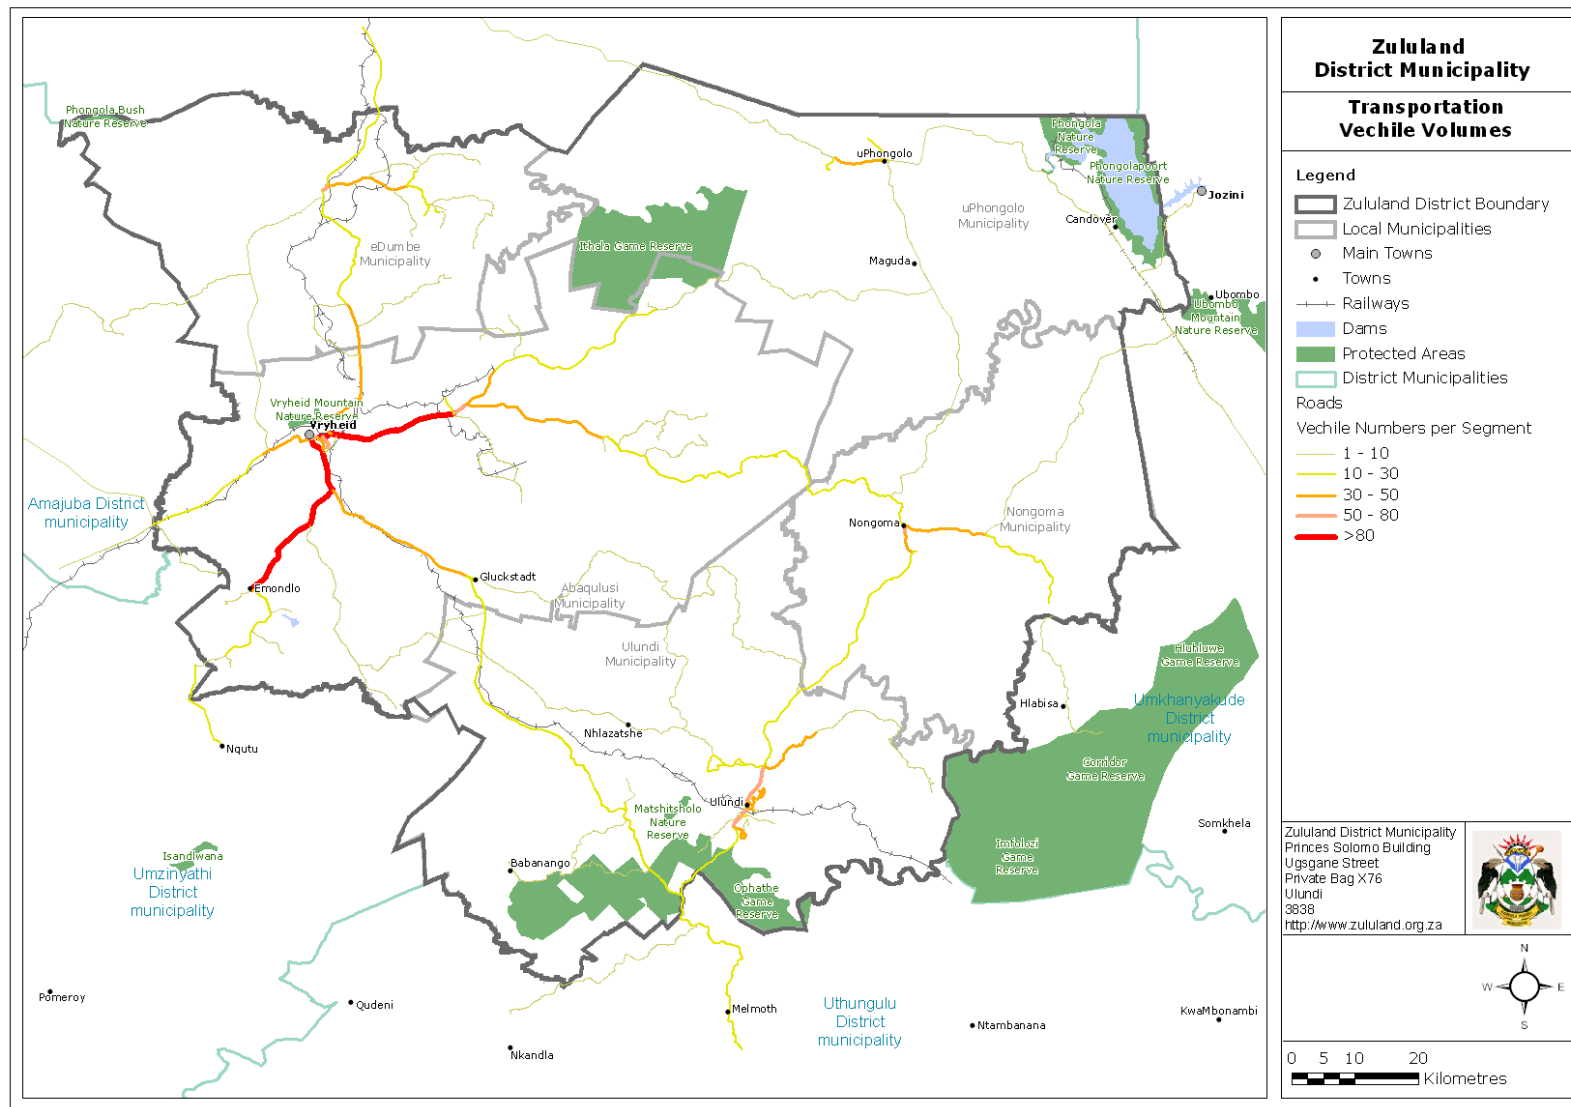 Zululand
District Municipality
Transportation
Vechile Volumes
Legend
Zululand District Boundary
Local Municipalities
Main Towns
Towns
Railways
Dams
Protected Areas
District Municipalities
Roads
Vechile Numbers per Segment
1 - 10
10 - 30
30 - 50
50 - 80
>80
Zululand District Municipality
Princes Solomo Building
Ugsgane Street
Private Bag X76
Ulundi
3838
http://www.zululand.org.za
N
W
E
S
0 5 10 20
Kilometres
Phongola Bush
Nature Reserve
uPhongolo
Phongola
Nature
Reserve
Phongolapoort
Nature Reserve
Jozini
uPhongolo
Municipality
Candover
eDumbe
Municipality
Ithala Game Reserve
Maguda
Ubombo
Ubombo
Mountain
Nature Reserve
Vryheid Mountain
Nature Reserve
Vryheid
Amajuba District
municipality
Nongoma
Nongoma
Municipality
Emondlo
Gluckstadt
Abaqulusi
Municipality
Ulundi
Municipality
Hluhluwe
Game Reserve
Hlabisa
Umkhanyakude
District
municipality
Nqutu
Nhlazatshe
Corridor
Game Reserve
Ulundi
Matshitsholo
Nature
Reserve
Somkhela
Imfolozi
Game
Reserve
Isandlwana
Umzinyathi
District
municipality
Babanango
Ophathe
Game
Reserve
Pomeroy
Qudeni
Melmoth
Uthungulu
District
municipality
Ntambanana
KwaMbonambi
Nkandla